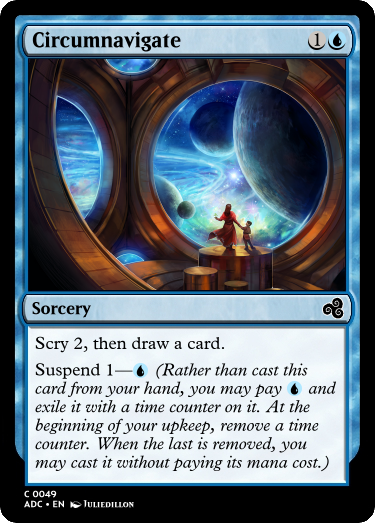 Circumnavigate 1
Sorcery
Scry 2, then draw a card.
Suspend 1— (Rather than cast this
card from your hand, you may pay and
exile it with a time counter on it. At the
beginning of your upkeep, remove a time
counter. When the last is removed, you
may cast it without paying its mana cost.)
C 0049
ADC • EN JULIEDILLON